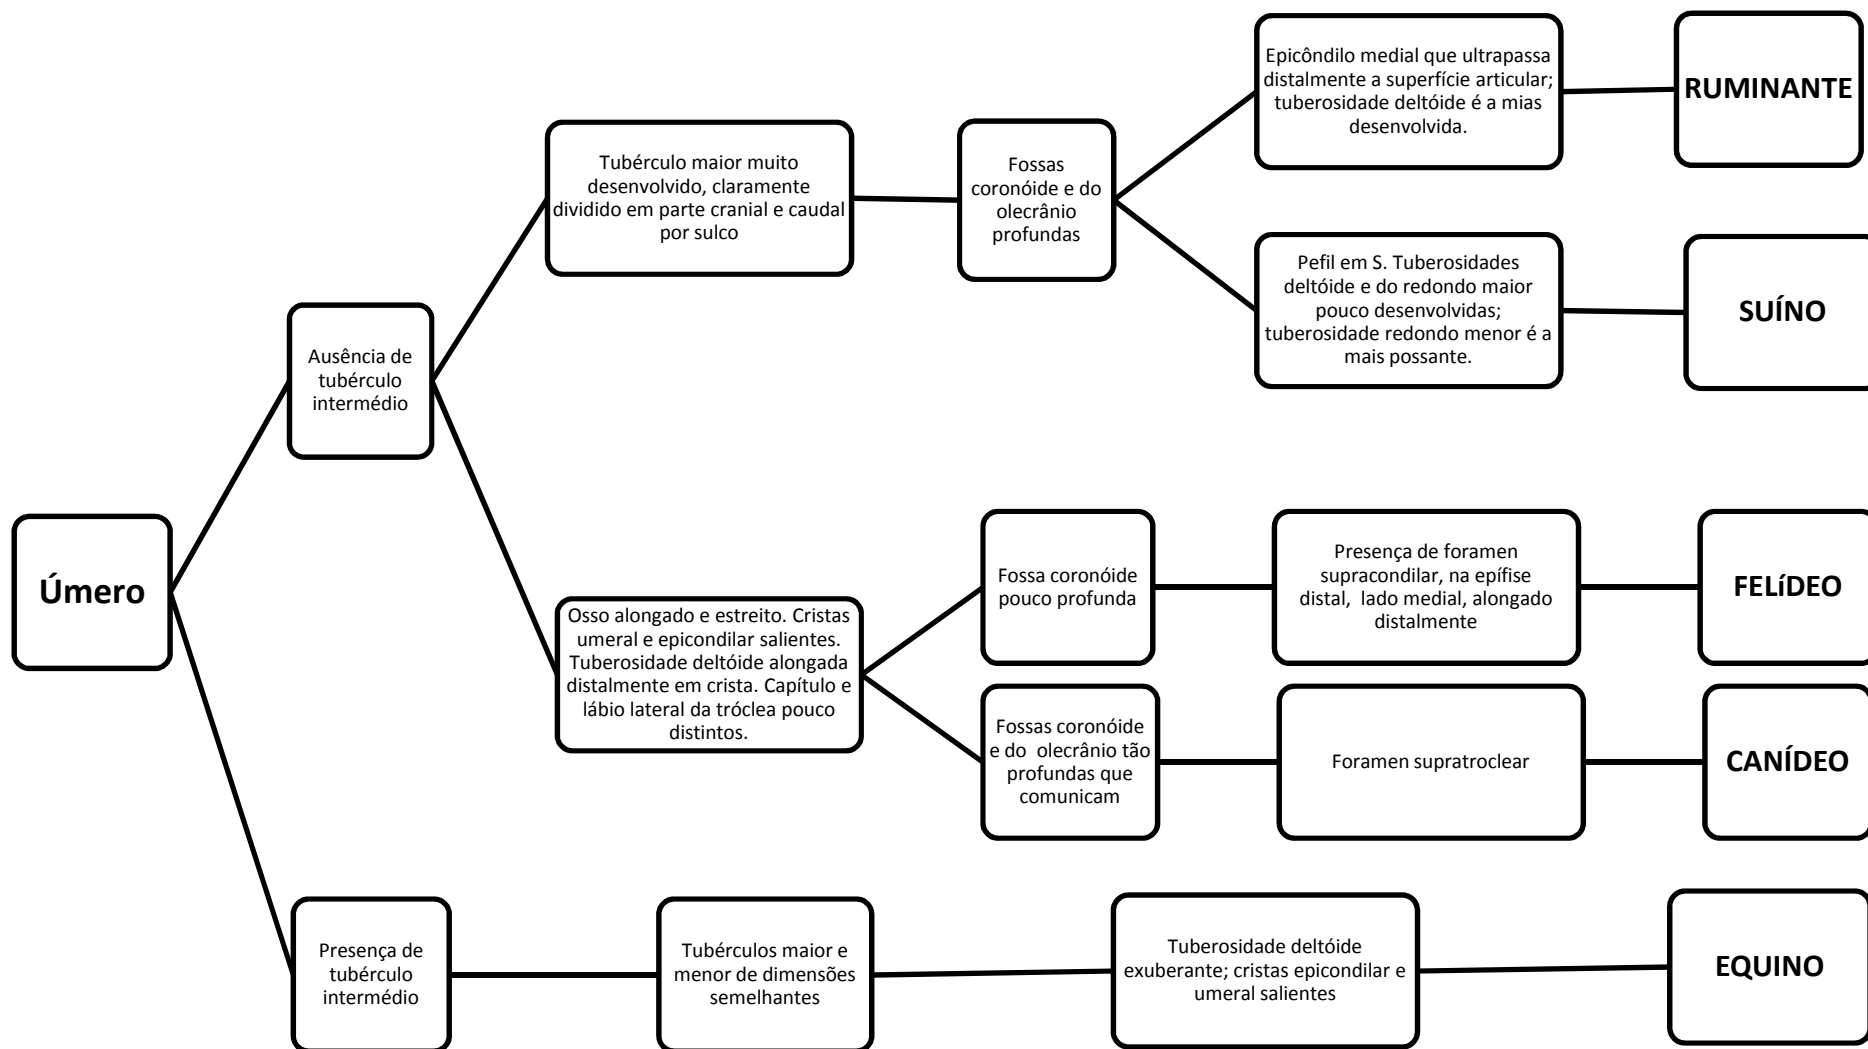 Úmero
Ausência de
tubérculo
intermédio
Tubérculo maior muito
desenvolvido, claramente
dividido em parte cranial e caudal
por sulco
Fossas
coronóide e do
olecrânio
profundas
Epicôndilo medial que ultrapassa
distalmente a superfície articular;
tuberosidade deltóide é a mias
desenvolvida.
RUMINANTE
Pefil em S. Tuberosidades
deltóide e do redondo maior
pouco desenvolvidas;
tuberosidade redondo menor é a
mais possante.
SUÍNO
Osso alongado e estreito. Cristas
umeral e epicondilar salientes.
Tuberosidade deltóide alongada
distalmente em crista. Capítulo e
lábio lateral da tróclea pouco
distintos.
Fossa coronóide
pouco profunda
Presença de foramen
supracondilar, na epífise
distal, lado medial, alongado
distalmente
FELíDEO
Fossas coronóide
e do olecrânio tão
profundas que
comunicam
Foramen supratroclear
CANÍDEO
Presença de
tubérculo
intermédio
Tubérculos maior e
menor de dimensões
semelhantes
Tuberosidade deltóide
exuberante; cristas epicondilar e
umeral salientes
EQUINO